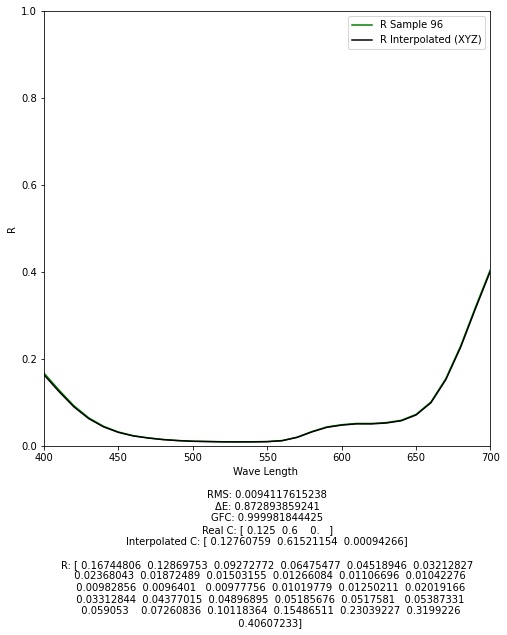 1.0
R Sample 96
R Interpolated (XYZ)
0.8
0.6
R
0.4
0.2
0.0
400 450 500 550 600 650 700
Wave Length
RMS: 0.0094117615238
ΔE: 0.872893859241
GFC: 0.999981844425
Real C: [ 0.125 0.6 0. ]
Interpolated C: [ 0.12760759 0.61521154 0.00094266]
R: [ 0.16744806 0.12869753 0.09272772 0.06475477 0.04518946 0.03212827
0.02368043 0.01872489 0.01503155 0.01266084 0.01106696 0.01042276
0.00982856 0.0096401 0.00977756 0.01019779 0.01250211 0.02019166
0.03312844 0.04377015 0.04896895 0.05185676 0.0517581 0.05387331
0.059053 0.07260836 0.10118364 0.15486511 0.23039227 0.3199226
0.40607233]